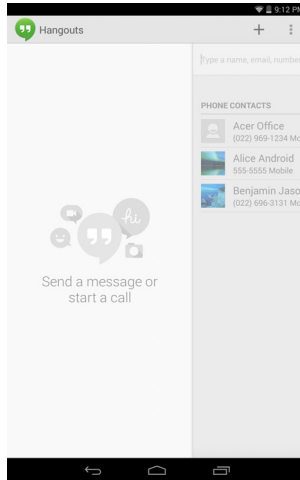 9:12 PM
Hangouts
Type a name, email, number
PHONE CONTACTS
Acer Office
(022) 969-1234 Mo
Alice Android
555-5555 Mobile
Benjamin Jaso
(022) 696-3131 Mo
hi
Send a message or
start a call